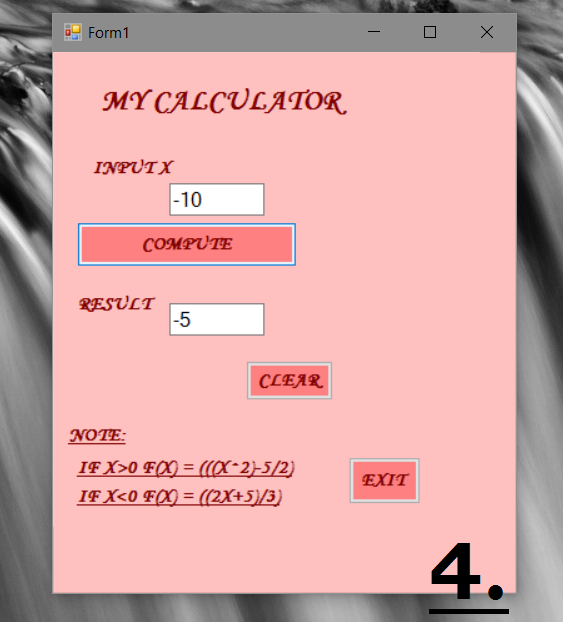 Form1
MY CALCULATOR
INPUT X
-10
COMPUTE
RESULT
-5
CLEAR
NOTE:
IF X>0 F(X) = (((X^2)-5/2)
IF X<0 F(X) = ((2X+5)/3)
EXIT
4.